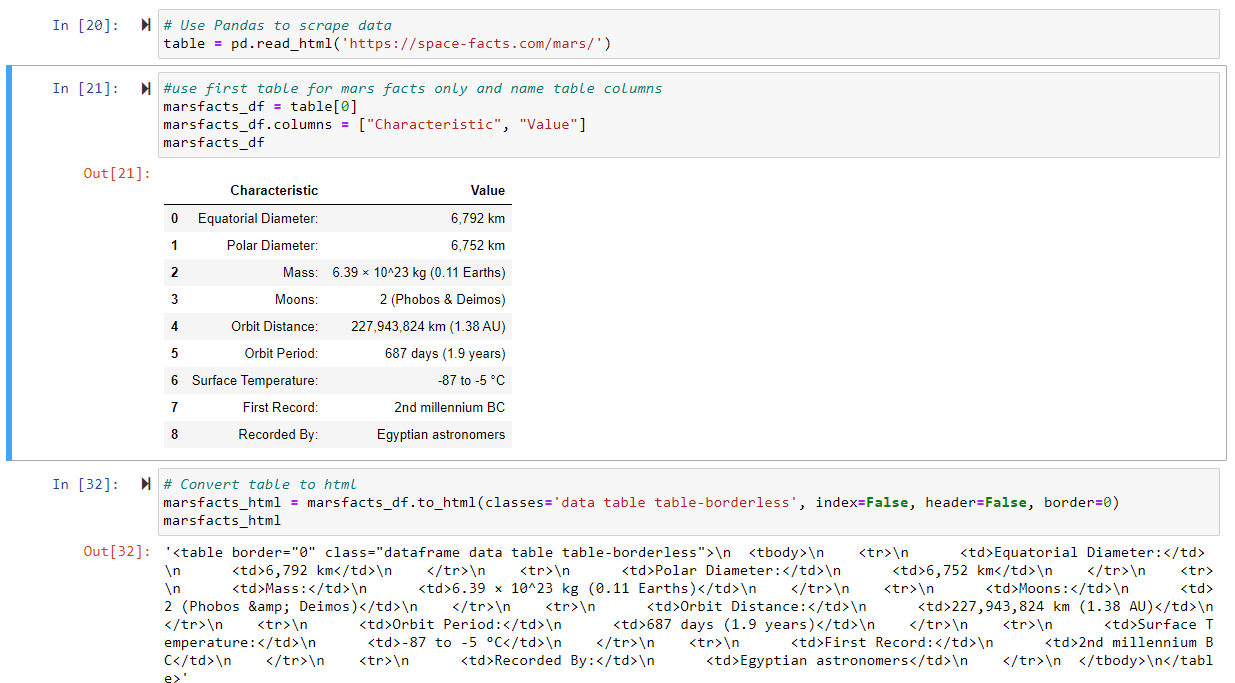 In [20]: # Use Pandas to scrape data
table = pd.read_html('https://space-facts.com/mars/')
In [21]: #use first table for mars facts only and name table columns
marsfacts_df = table[0]
marsfacts_df.columns = ["Characteristic", "Value"]
marsfacts_df
Out[21]:
Characteristic Value
0 Equatorial Diameter: 6,792 km
1 Polar Diameter: 6,752 km
2 Mass: 6.39 × 10^23 kg (0.11 Earths)
3 Moons: 2 (Phobos & Deimos)
4 Orbit Distance: 227,943,824 km (1.38 AU)
5 Orbit Period: 687 days (1.9 years)
6 Surface Temperature: -87 to -5 °C
7 First Record: 2nd millennium BC
8 Recorded By: Egyptian astronomers
In [32]: # Convert table to html
marsfacts_html = marsfacts_df.to_html(classes='data table table-borderless', index=False, header=False, border=0)
marsfacts_html
Out[32]: '<table border="0" class="dataframe data table table-borderless">\n  <tbody>\n    <tr>\n      <td>Equatorial Diameter:</td>
\n      <td>6,792 km</td>\n    </tr>\n    <tr>\n      <td>Polar Diameter:</td>\n      <td>6,752 km</td>\n    </tr>\n    <tr>
\n      <td>Mass:</td>\n      <td>6.39 × 10^23 kg (0.11 Earths)</td>\n    </tr>\n    <tr>\n      <td>Moons:</td>\n      <td>
2 (Phobos &amp; Deimos)</td>\n    </tr>\n    <tr>\n      <td>Orbit Distance:</td>\n      <td>227,943,824 km (1.38 AU)</td>\n
</tr>\n    <tr>\n      <td>Orbit Period:</td>\n      <td>687 days (1.9 years)</td>\n    </tr>\n    <tr>\n      <td>Surface T
emperature:</td>\n      <td>-87 to -5 °C</td>\n    </tr>\n    <tr>\n      <td>First Record:</td>\n      <td>2nd millennium B
C</td>\n    </tr>\n    <tr>\n      <td>Recorded By:</td>\n      <td>Egyptian astronomers</td>\n    </tr>\n  </tbody>\n</tabl
e>'